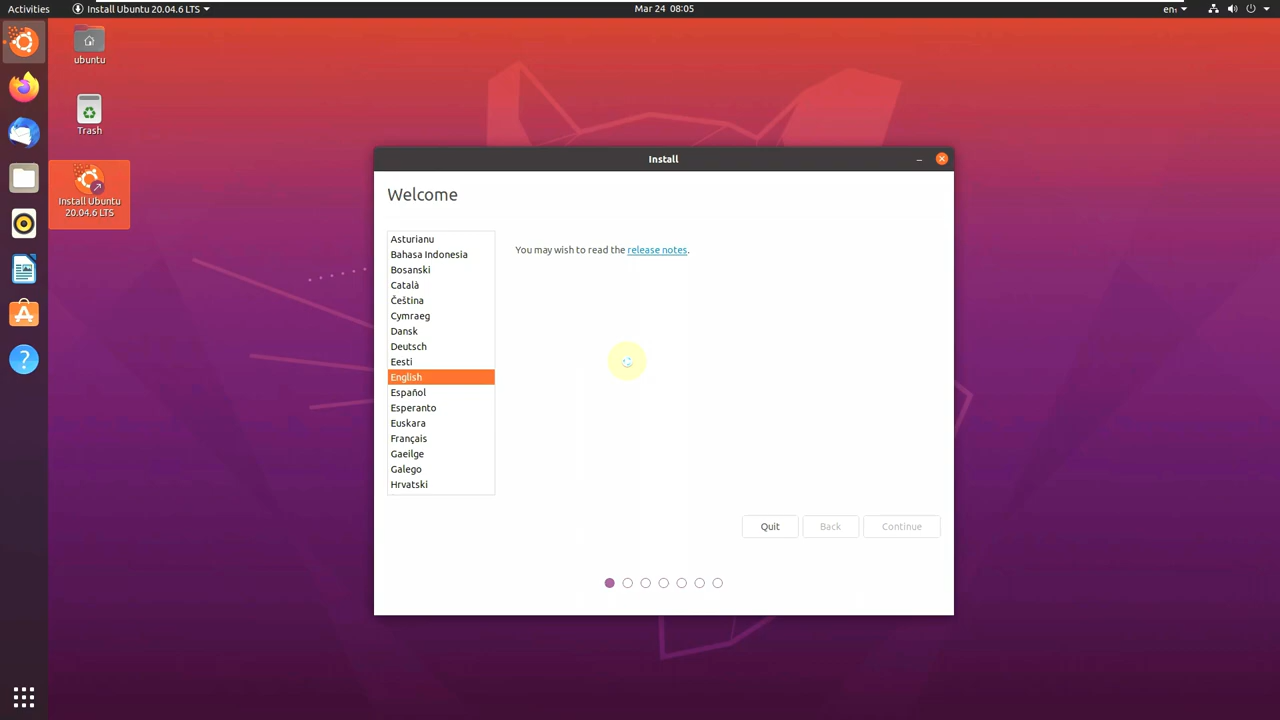 Activities
Install Ubuntu 20.04.6 LTS
Mar 24 08:05
en₁
ubuntu
Trash
Install Ubuntu
20.04.6 LTS
Install
Welcome
Asturianu
Bahasa Indonesia
Bosanski
Català
Čeština
Cymraeg
Dansk
Deutsch
Eesti
English
Español
Esperanto
Euskara
Français
Gaeilge
Galego
Hrvatski
You may wish to read the release notes.
Quit
Back
Continue